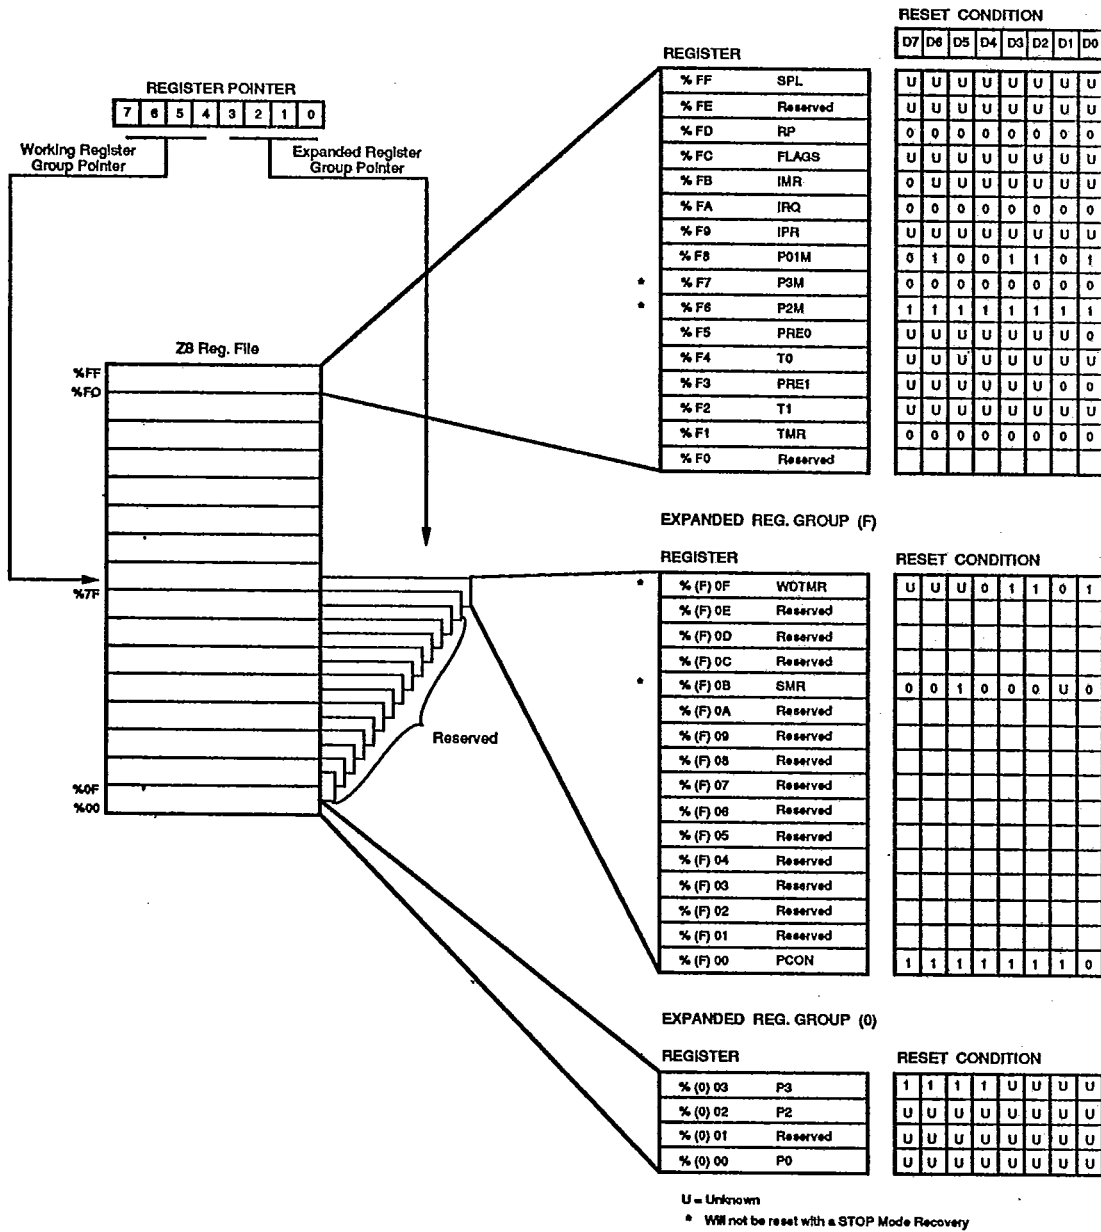 REGISTER POINTER
7 6 5 4 3 2 1 0
Working Register
Group Pointer
Expanded Register
Group Pointer
Z8 Reg. File
%FF
%FO
%7F
%0F
%00
Reserved
RESET CONDITION
D7 D6 D5 D4 D3 D2 D1 D0
REGISTER
% FF SPL U U U U U U U U
% FE Reserved U U U U U U U U
% FD RP 0 0 0 0 0 0 0 0
% FC FLAGS U U U U U U U U
% FB IMR 0 U U U U U U U
% FA IRQ 0 0 0 0 0 0 0 0
% F9 IPR U U U U U U U U
% F8 P01M 0 1 0 0 1 1 0 1
* % F7 P3M 0 0 0 0 0 0 0 0
* % F6 P2M 1 1 1 1 1 1 1 1
% F5 PRE0 U U U U U U U 0
% F4 T0 U U U U U U U U
% F3 PRE1 U U U U U U 0 0
% F2 T1 U U U U U U U U
% F1 TMR 0 0 0 0 0 0 0 0
% F0 Reserved
EXPANDED REG. GROUP (F)
REGISTER RESET CONDITION
* % (F) 0F WDTMR U U U 0 1 1 0 1
% (F) 0E Reserved
% (F) 0D Reserved
% (F) 0C Reserved
* % (F) 0B SMR 0 0 1 0 0 0 U 0
% (F) 0A Reserved
% (F) 09 Reserved
% (F) 08 Reserved
% (F) 07 Reserved
% (F) 06 Reserved
% (F) 05 Reserved
% (F) 04 Reserved
% (F) 03 Reserved
% (F) 02 Reserved
% (F) 01 Reserved
% (F) 00 PCON 1 1 1 1 1 1 1 0
EXPANDED REG. GROUP (0)
REGISTER RESET CONDITION
% (0) 03 P3 1 1 1 1 U U U U
% (0) 02 P2 U U U U U U U U
% (0) 01 Reserved U U U U U U U U
% (0) 00 P0 U U U U U U U U
U = Unknown
* Will not be reset with a STOP Mode Recovery